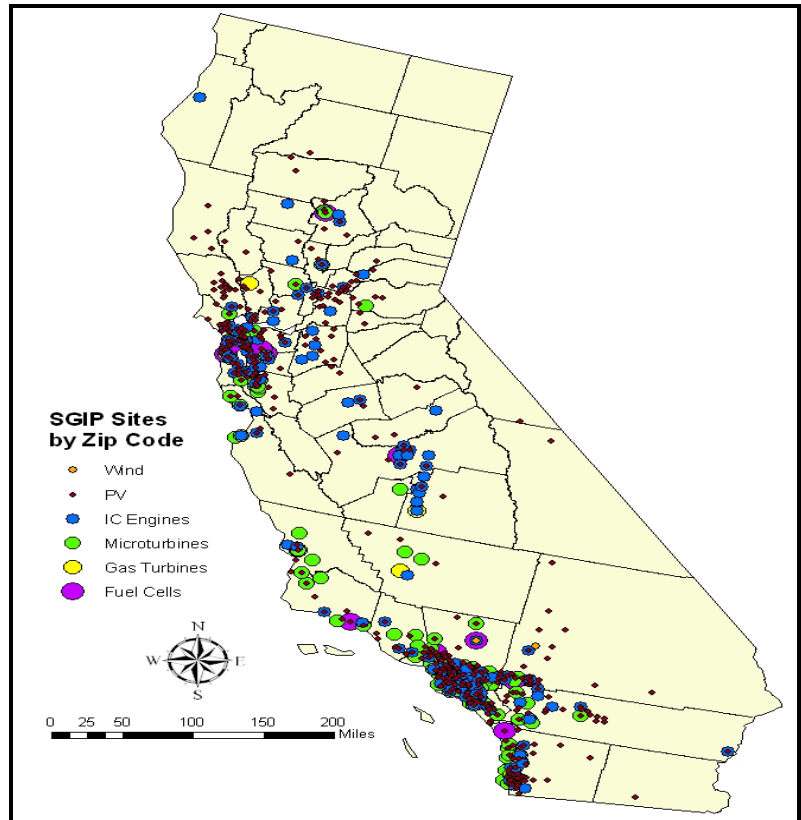 SGIP Sites
by Zip Code
Wind
PV
IC Engines
Microturbines
Gas Turbines
Fuel Cells
N
W E
S
0 25 50 100 150 200
Miles